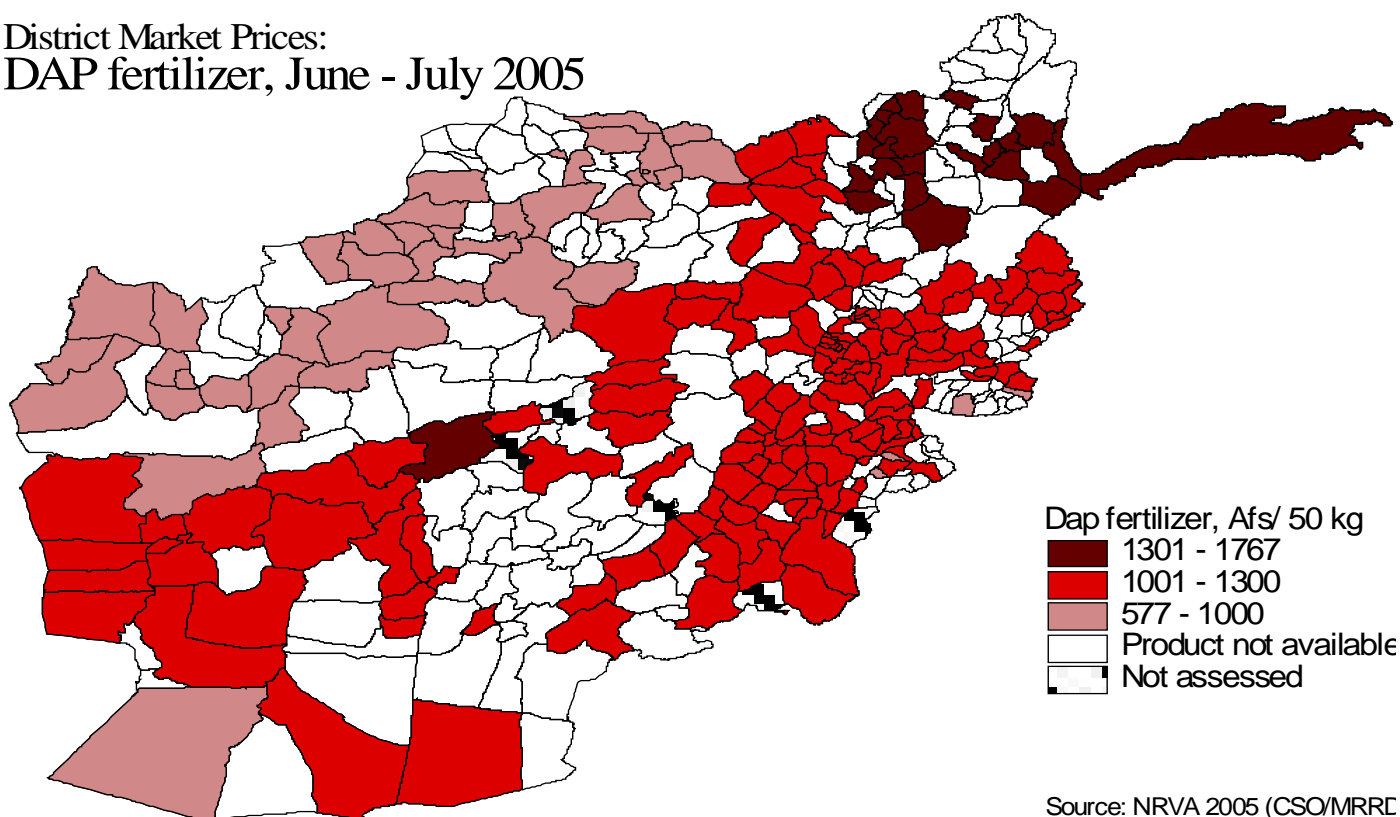 District Market Prices:
DAP fertilizer, June - July 2005
Dap fertilizer, Afs/ 50 kg
1301 - 1767
1001 - 1300
577 - 1000
Product not available
Not assessed
Source: NRVA 2005 (CSO/MRRD